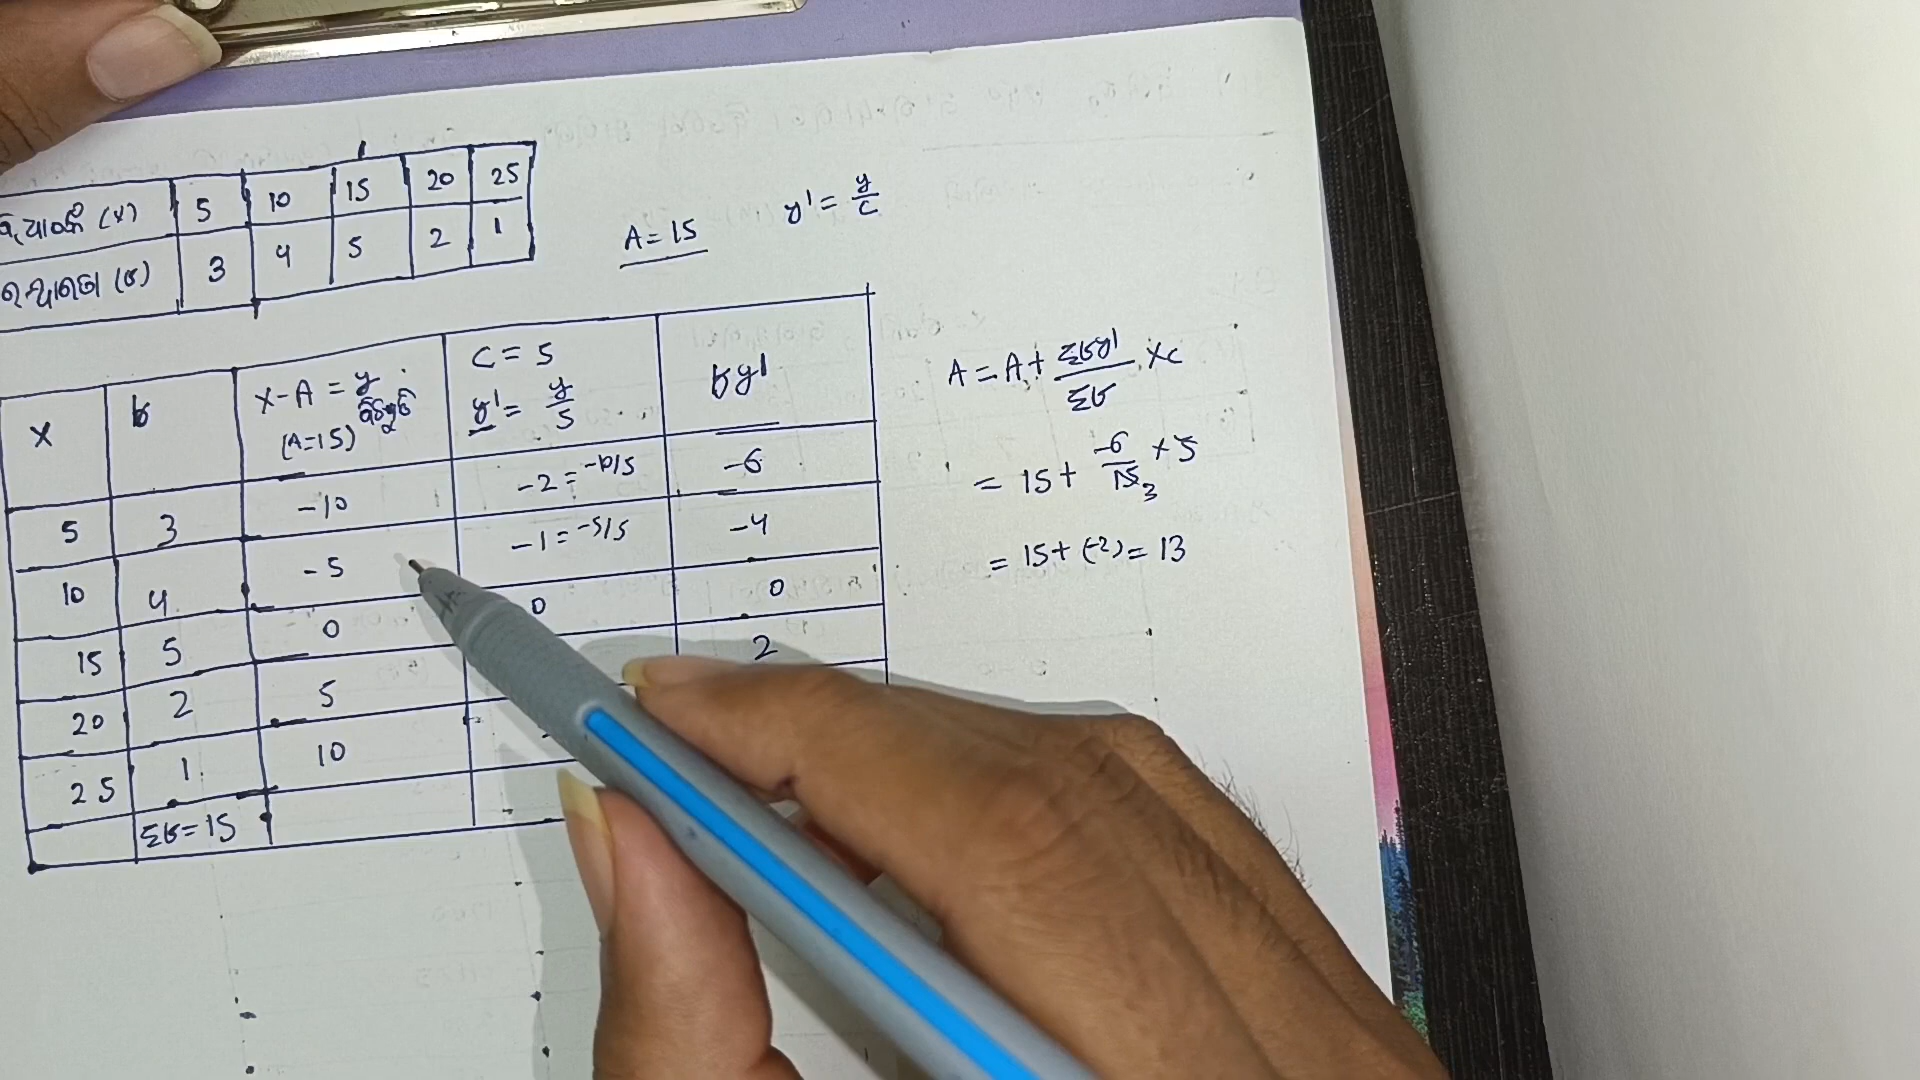 (x) 5 10 15 20 25
(f) 3 4 5 2 1
A = 15
y' = y/c
x f x-A = y (A=15) C = 5 y' = y/5 fy'
5 3 -10 -2 = -10/5 -6
10 4 -5 -1 = -5/5 -4
15 5 0 0 0
20 2 5 2
25 1 10
Σf = 15
A = A + Σfy'/Σf × c
= 15 + -6/15 3 × 5
= 15 + (-2) = 13